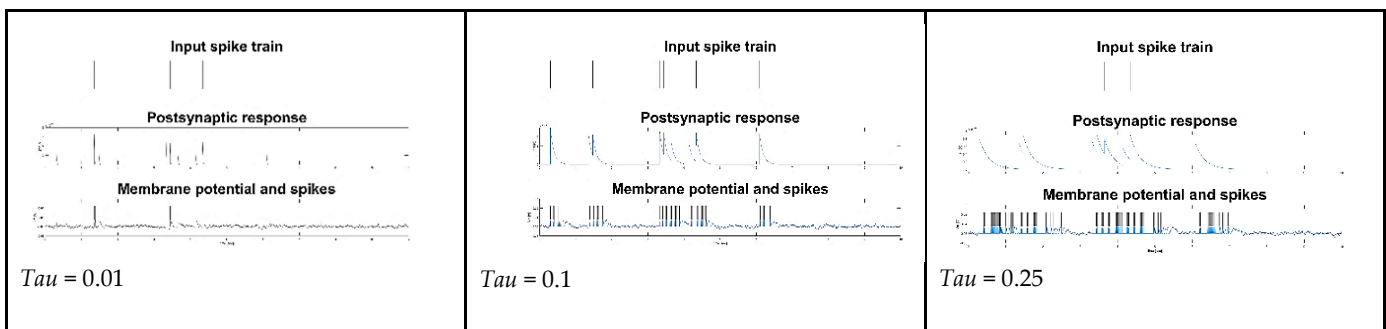 Input spike train
Postsynaptic response
Membrane potential and spikes
Tau = 0.01
Input spike train
Postsynaptic response
Membrane potential and spikes
Tau = 0.1
Input spike train
Postsynaptic response
Membrane potential and spikes
Tau = 0.25